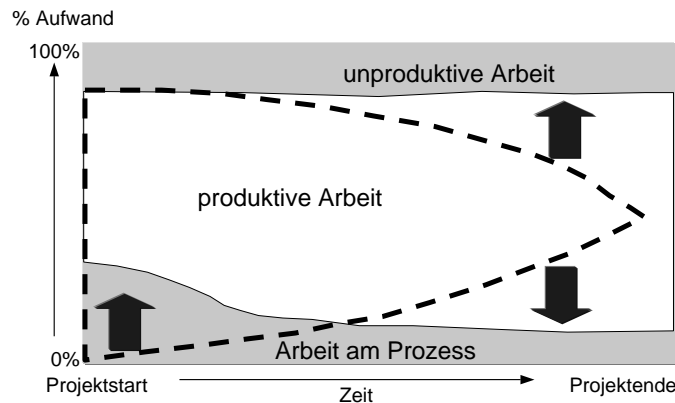 % Aufwand
100%
unproduktive Arbeit
produktive Arbeit
0%
Arbeit am Prozess
Projektstart
Zeit
Projektende